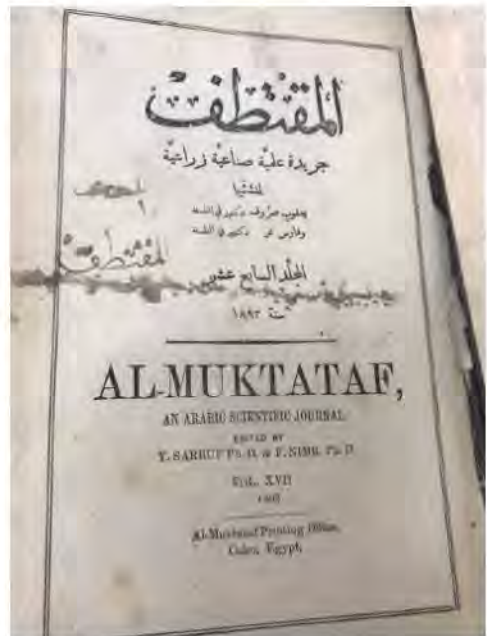 المقتطف
جريدة علمية صناعية زراعية
لمنشئيها
يعقوب صروف دكتور في الفلسفة
وفارس نمر دكتور في الفلسفة
المقتطف
المجلد السابع عشر
سنة ١٨٩٣
AL-MUKTATAF,
AN ARABIC SCIENTIFIC JOURNAL
EDITED BY
Y. SARRUF PH. D. & F. NIMR. PH. D
VOL. XVII
Al-Muktataf Printing Office,
Cairo, Egypt,